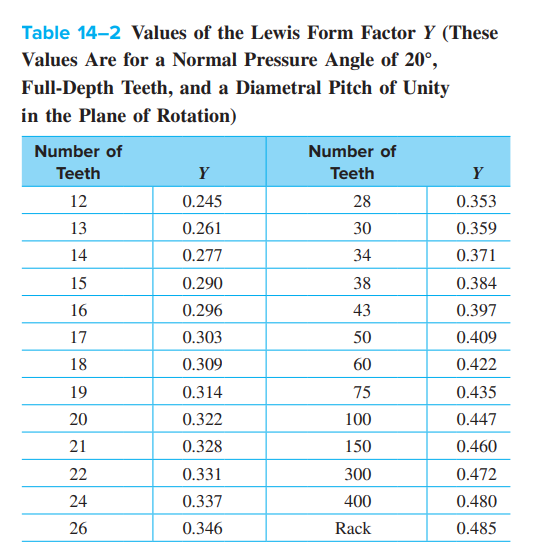 Table 14–2 Values of the Lewis Form Factor Y (These
Values Are for a Normal Pressure Angle of 20°,
Full-Depth Teeth, and a Diametral Pitch of Unity
in the Plane of Rotation)
Number of Teeth Y Number of Teeth Y
12 0.245 28 0.353
13 0.261 30 0.359
14 0.277 34 0.371
15 0.290 38 0.384
16 0.296 43 0.397
17 0.303 50 0.409
18 0.309 60 0.422
19 0.314 75 0.435
20 0.322 100 0.447
21 0.328 150 0.460
22 0.331 300 0.472
24 0.337 400 0.480
26 0.346 Rack 0.485